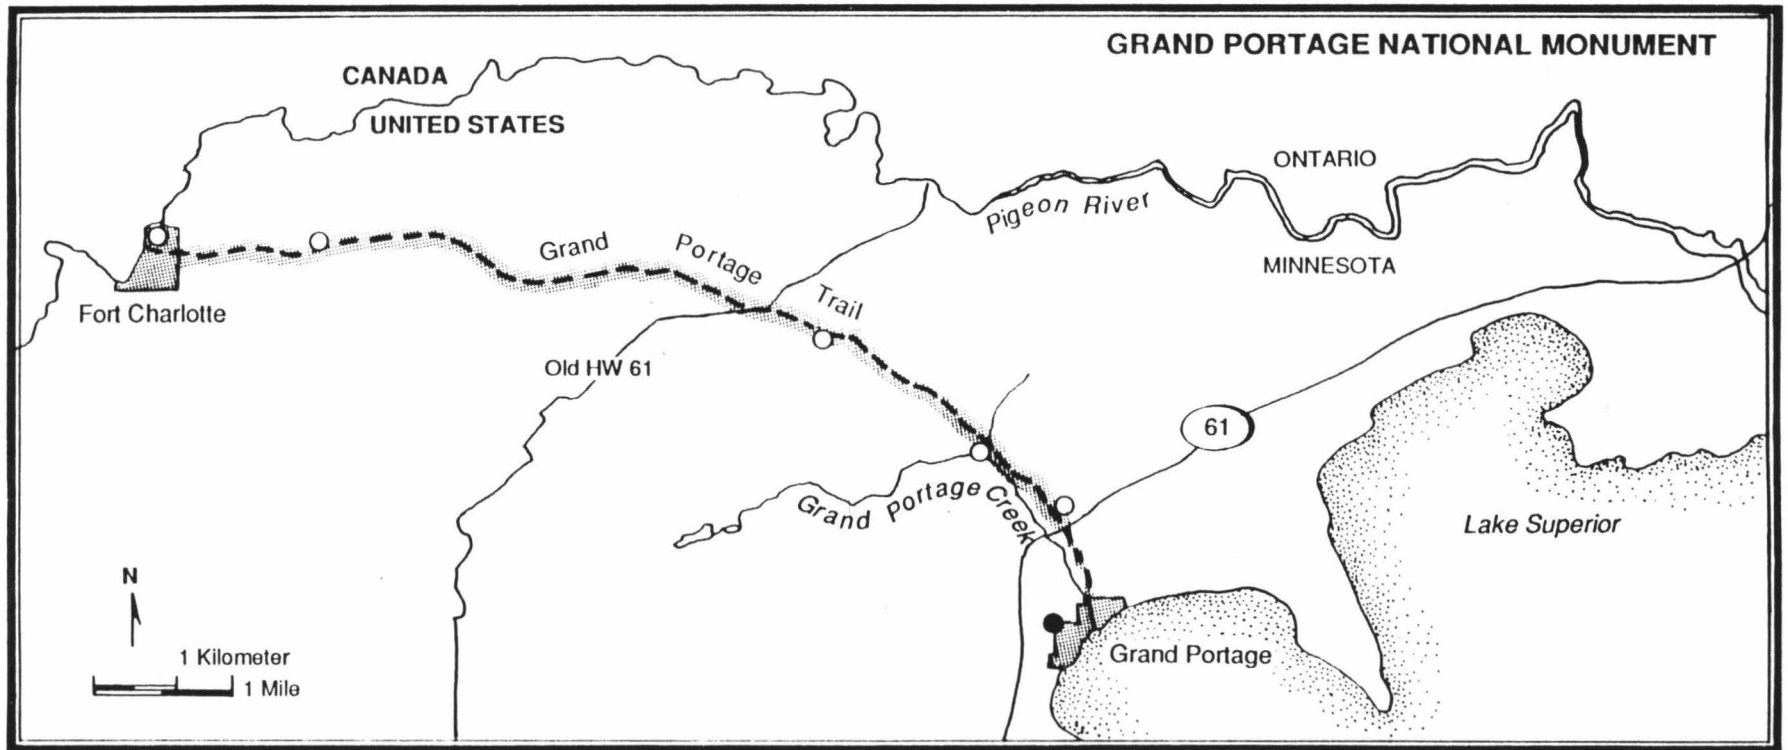 GRAND PORTAGE NATIONAL MONUMENT
CANADA
UNITED STATES
ONTARIO
Pigeon River
MINNESOTA
Grand Portage Trail
Fort Charlotte
Old HW 61
61
Grand Portage Creek
Lake Superior
N
1 Kilometer
1 Mile
Grand Portage